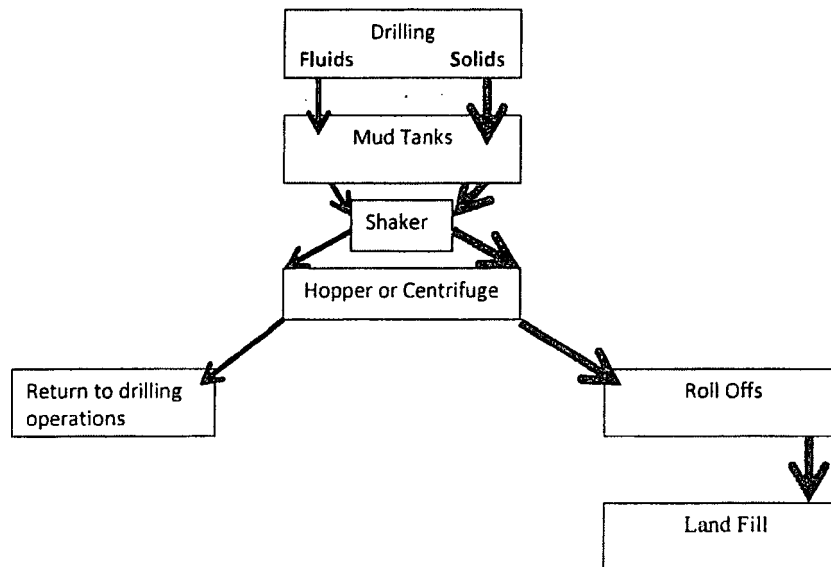 Drilling
Fluids Solids
Mud Tanks
Shaker
Hopper or Centrifuge
Return to drilling
operations
Roll Offs
Land Fill